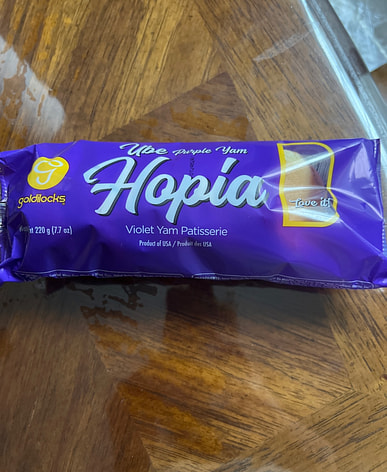 Ube Purple Yam
Hopia
goldilocks
Violet Yam Patisserie
220 g (7.7 oz)
Product of USA / Produit des USA
love it!